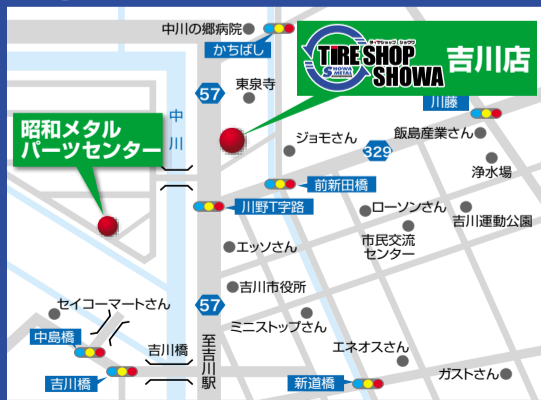 中川の郷病院
かちばし
タイヤショップ ショウワ
TIRE SHOP
SHOWA
SHOWA
METAL
吉川店
57
東泉寺
中川
川藤
昭和メタル
パーツセンター
ジョモさん
飯島産業さん
329
浄水場
前新田橋
川野T字路
ローソンさん
吉川運動公園
市民交流
センター
エッソさん
吉川市役所
57
セイコーマートさん
ミニストップさん
中島橋
吉川橋
至吉川駅
エネオスさん
吉川橋
新道橋
ガストさん